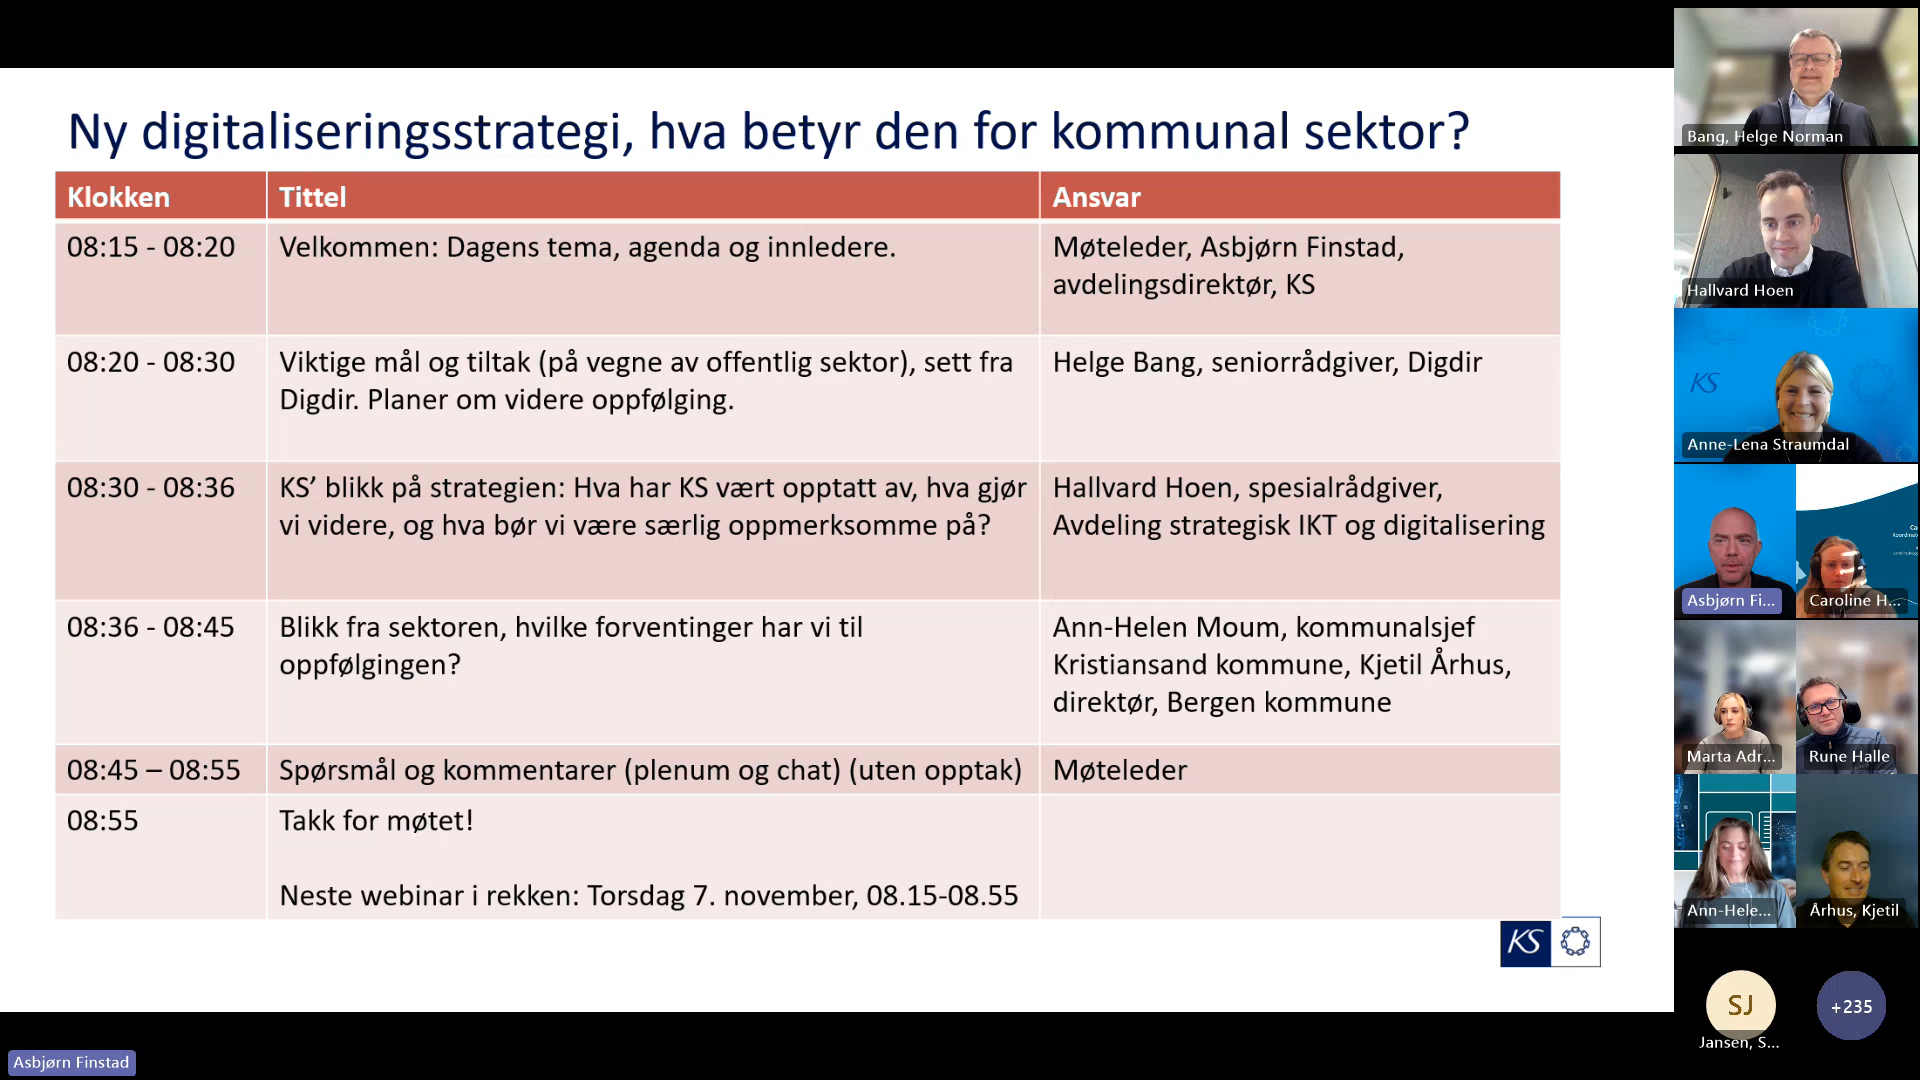 Ny digitaliseringsstrategi, hva betyr den for kommunal sektor?
Klokken
Tittel
Ansvar
08:15 - 08:20
Velkommen: Dagens tema, agenda og innledere.
Møteleder, Asbjørn Finstad,
avdelingsdirektør, KS
08:20 - 08:30
Viktige mål og tiltak (på vegne av offentlig sektor), sett fra
Digdir. Planer om videre oppfølging.
Helge Bang, seniorrådgiver, Digdir
08:30 - 08:36
KS’ blikk på strategien: Hva har KS vært opptatt av, hva gjør
vi videre, og hva bør vi være særlig oppmerksomme på?
Hallvard Hoen, spesialrådgiver,
Avdeling strategisk IKT og digitalisering
08:36 - 08:45
Blikk fra sektoren, hvilke forventinger har vi til
oppfølgingen?
Ann-Helen Moum, kommunalsjef
Kristiansand kommune, Kjetil Århus,
direktør, Bergen kommune
08:45 – 08:55
Spørsmål og kommentarer (plenum og chat) (uten opptak)
Møteleder
08:55
Takk for møtet!
Neste webinar i rekken: Torsdag 7. november, 08.15-08.55
KS
Asbjørn Finstad
Bang, Helge Norman
Hallvard Hoen
KS
Anne-Lena Straumdal
Asbjørn Fi...
Caroline H...
Marta Adr...
Rune Halle
Ann-Hele...
Århus, Kjetil
SJ
+235
Jansen, S...